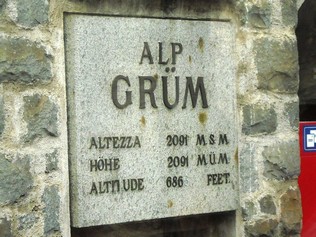 ALP
GRÜM
ALTEZZA 2091 M.S.M.
HÖHE 2091 M.Ü.M.
ALTITUDE 686 FEET.